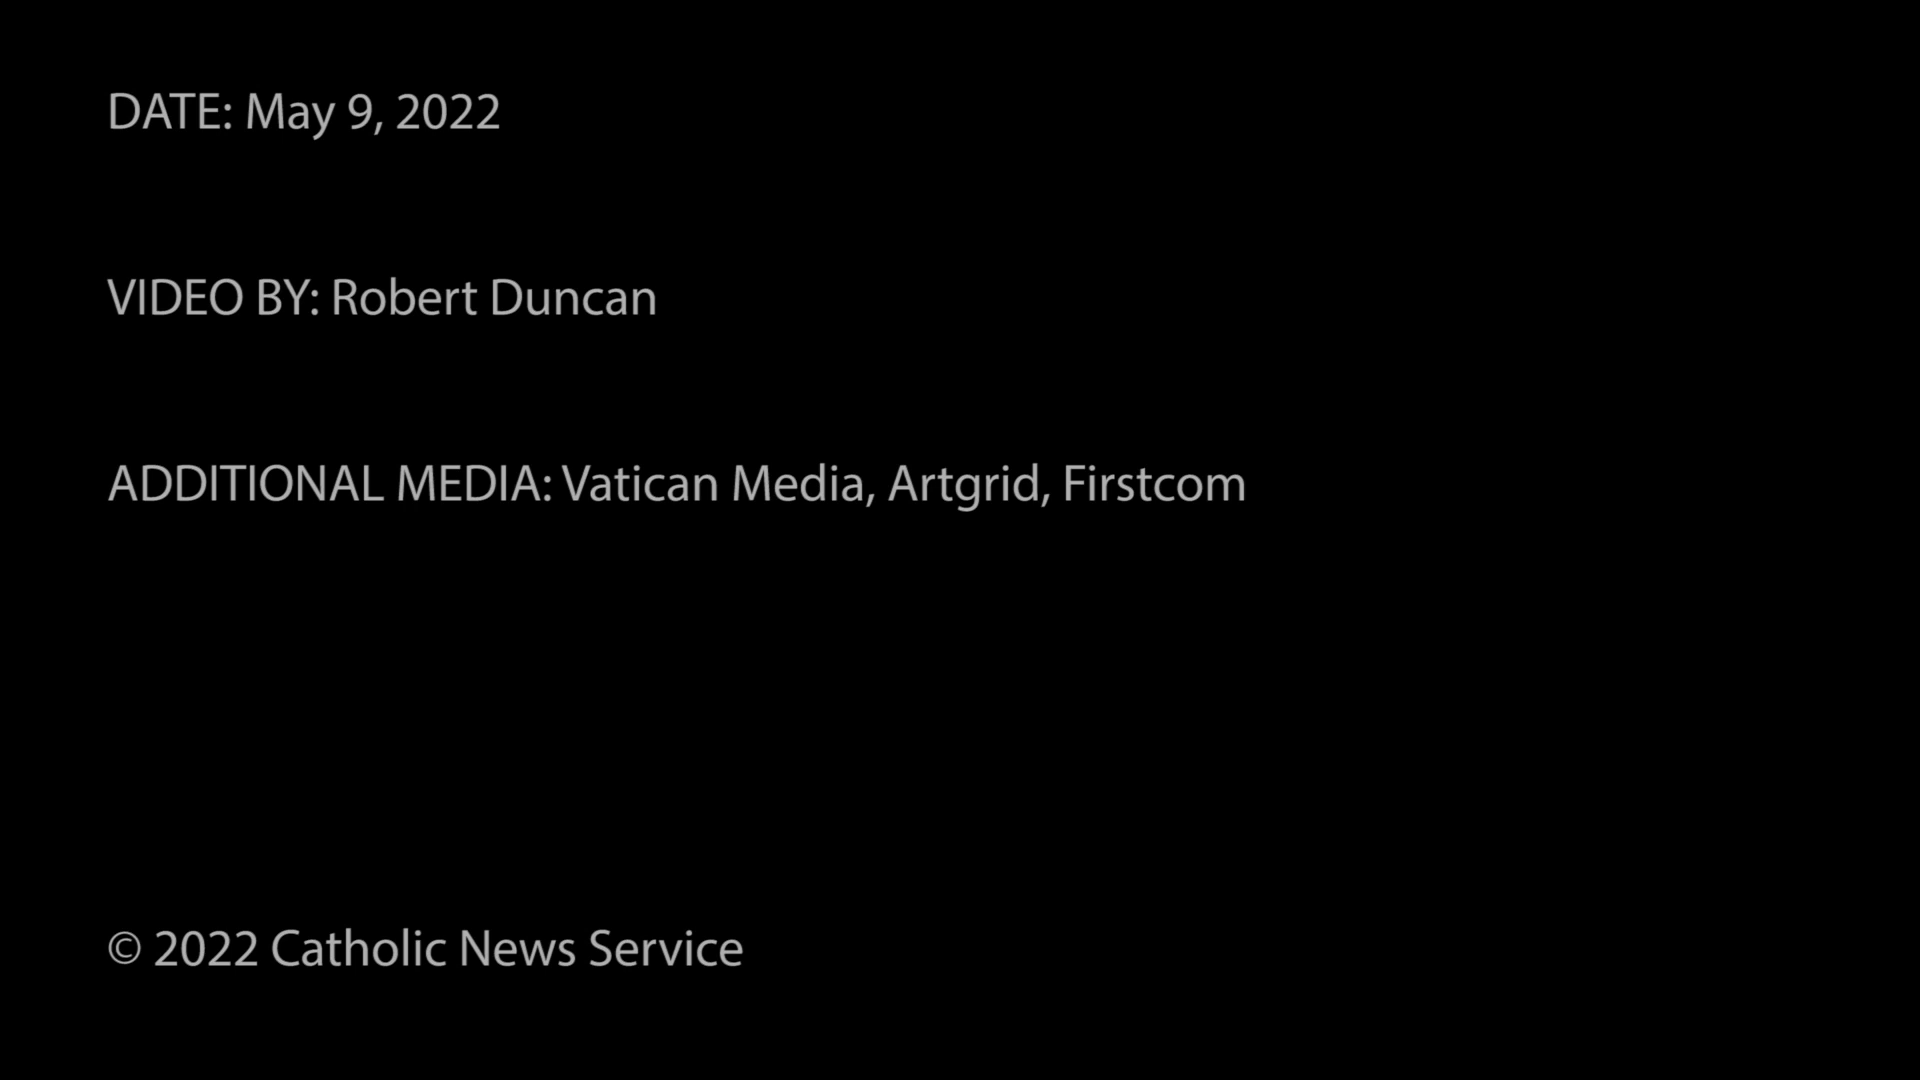 DATE: May 9, 2022
VIDEO BY: Robert Duncan
ADDITIONAL MEDIA: Vatican Media, Artgrid, Firstcom
© 2022 Catholic News Service